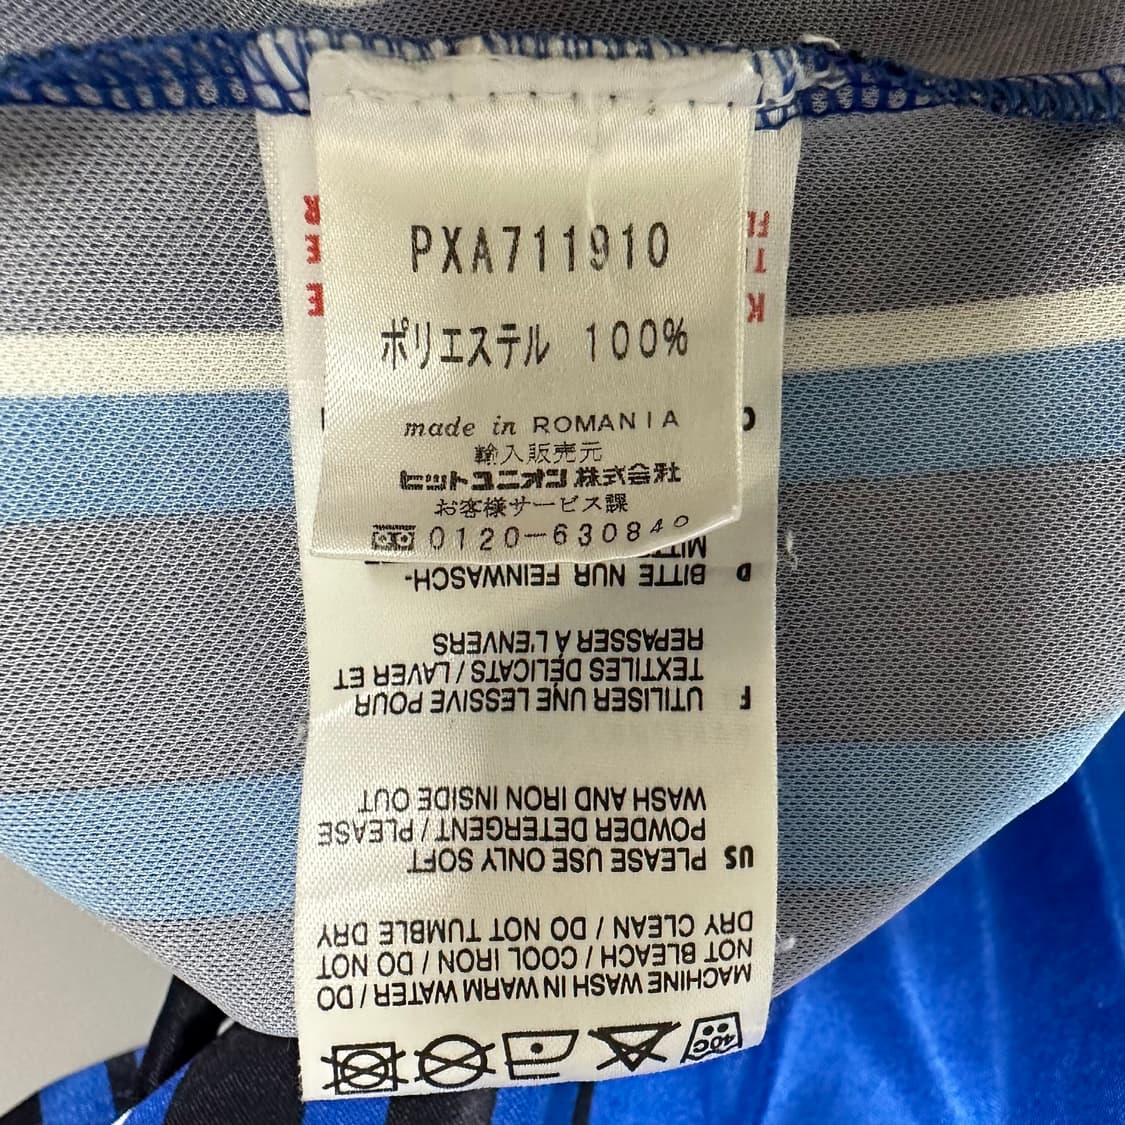 PXA711910
ポリエステル 100%
made in ROMANIA
輸入販売元
ヒットユニオン株式会社
お客様サービス課
0120-630840
MACHINE WASH IN WARM WATER / DO
NOT BLEACH / COOL IRON / DO NOT
DRY CLEAN / DO NOT TUMBLE DRY
US PLEASE USE ONLY SOFT
POWDER DETERGENT / PLEASE
WASH AND IRON INSIDE OUT
F UTILISER UNE LESSIVE POUR
TEXTILES DÉLICATS / LAVER ET
REPASSER À L'ENVERS
D BITTE NUR FEINWASCH-
40C